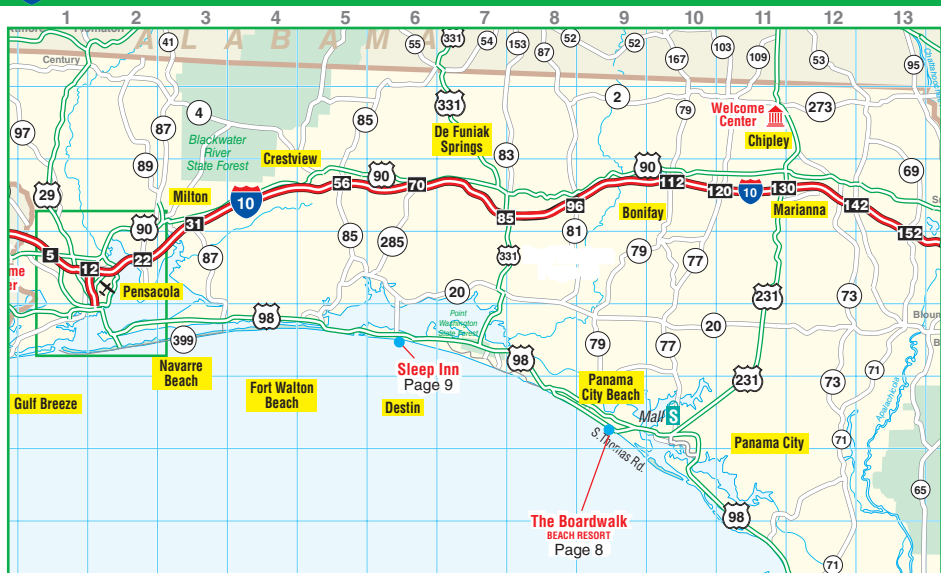 1 2 3 4 5 6 7 8 9 10 11 12 13
A L A B A M A
41
55
331
54
153
52
87
52
103
167
109
53
95
Century
97
4
87
85
331
2
79
Welcome
Center
273
De Funiak
Springs
Chipley
Blackwater
River
State Forest
Crestview
89
83
90
90
69
Milton
29
56
70
10
112
120
10
130
Marianna
142
96
Bonifay
85
31
90
81
152
5
12
22
87
85
285
331
79
77
Pensacola
20
231
73
98
Point
Washington
State Forest
20
399
Sleep Inn
Page 9
98
79
77
Navarre
Beach
Fort Walton
Beach
Destin
Panama
City Beach
231
73
71
Gulf Breeze
Mall
S
S. Thomas Rd.
Panama City
71
Apalachicola
65
The Boardwalk
BEACH RESORT
Page 8
98
71